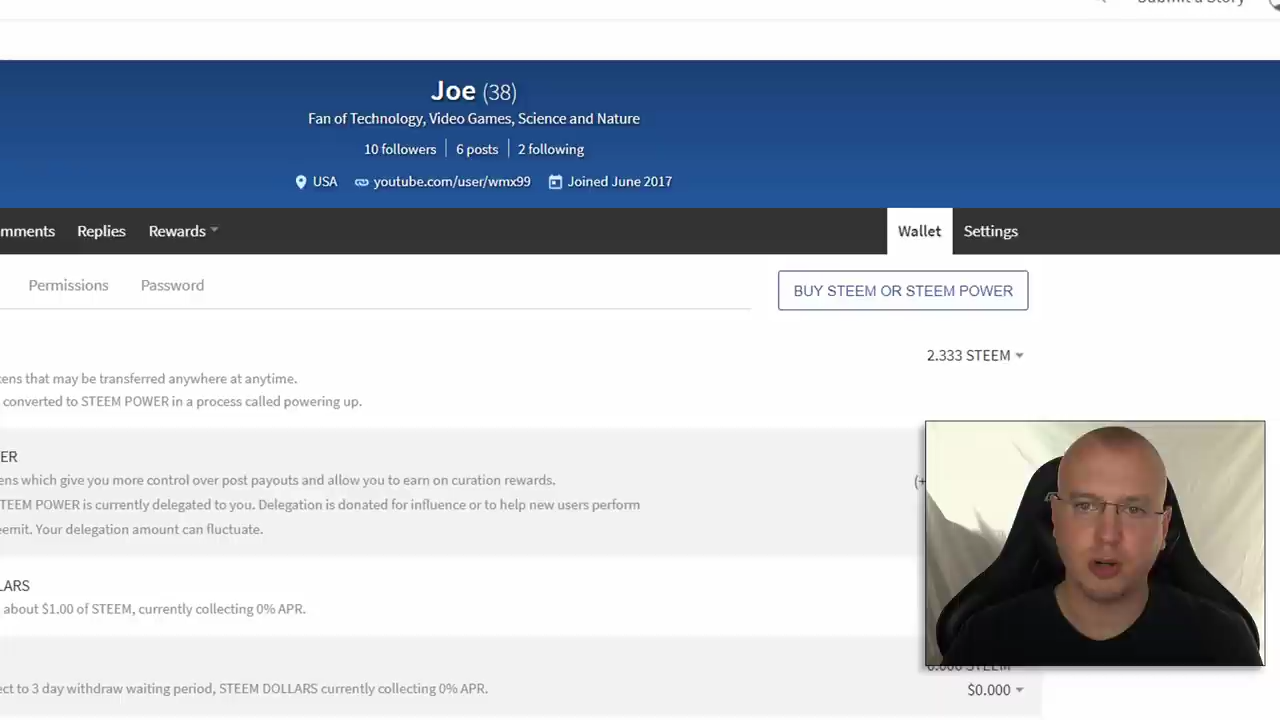 Submit a Story
Joe (38)
Fan of Technology, Video Games, Science and Nature
10 followers 6 posts 2 following
USA youtube.com/user/wmx99 Joined June 2017
mments Replies Rewards Wallet Settings
Permissions Password BUY STEEM OR STEEM POWER
2.333 STEEM
kens that may be transferred anywhere at anytime.
converted to STEEM POWER in a process called powering up.
ER
ens which give you more control over post payouts and allow you to earn on curation rewards.
(+
TEEM POWER is currently delegated to you. Delegation is donated for influence or to help new users perform
eemit. Your delegation amount can fluctuate.
LARS
about $1.00 of STEEM, currently collecting 0% APR.
0.000 STEEM
ect to 3 day withdraw waiting period, STEEM DOLLARS currently collecting 0% APR.
$0.000